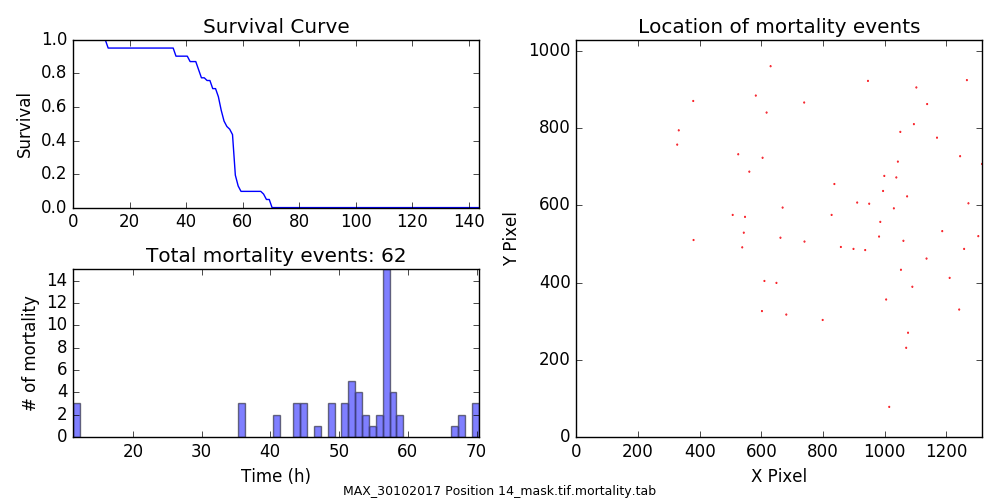 Survival Curve
1.0
0.8
0.6
0.4
0.2
0.0
Survival
0 20 40 60 80 100 120 140
Total mortality events: 62
14
12
10
8
6
4
2
0
# of mortality
20 30 40 50 60 70
Time (h)
Location of mortality events
1000
800
600
400
200
0
Y Pixel
0 200 400 600 800 1000 1200
X Pixel
MAX_30102017 Position 14_mask.tif.mortality.tab